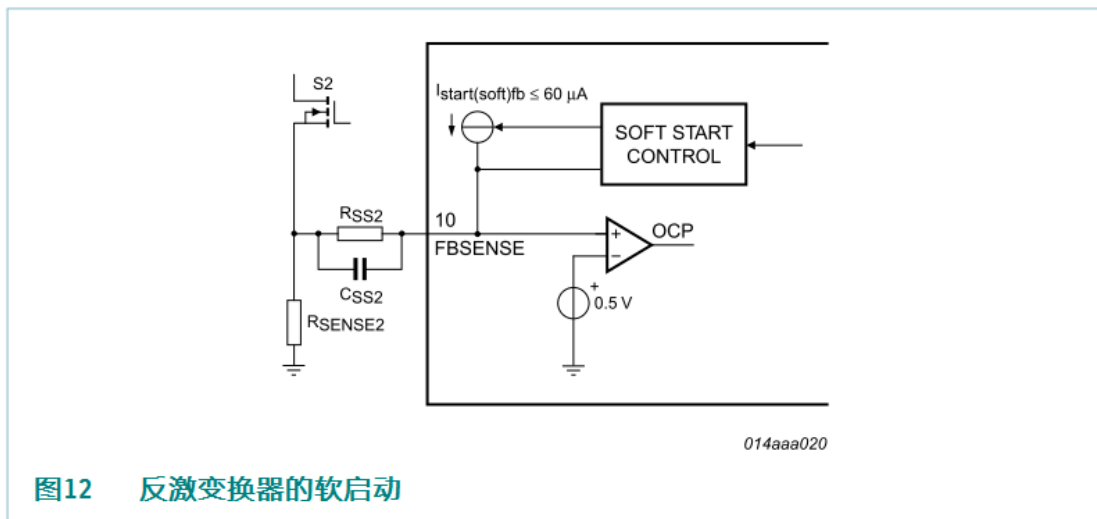 S2
Istart(soft)fb ≤ 60 μA
SOFT START
CONTROL
RSS2
10
FBSENSE
OCP
+
−
CSS2
+
0.5 V
RSENSE2
014aaa020
图12 反激变换器的软启动